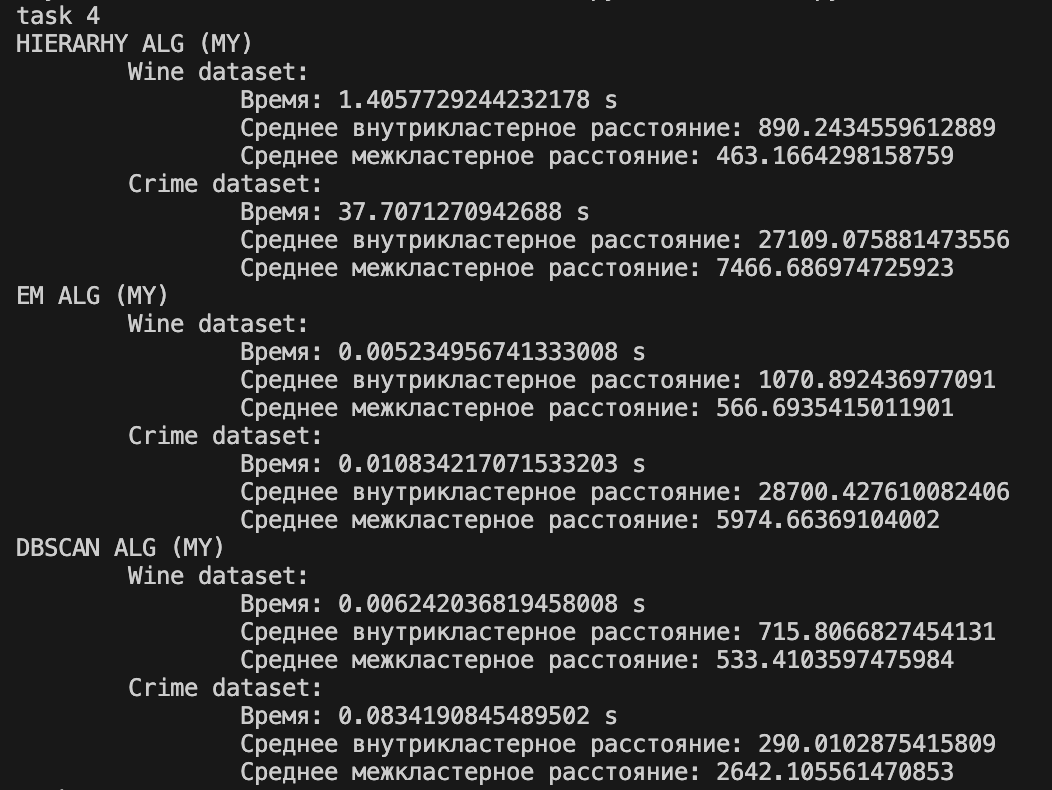 task 4
HIERARHY ALG (MY)
Wine dataset:
Время: 1.4057729244232178 s
Среднее внутрикластерное расстояние: 890.2434559612889
Среднее межкластерное расстояние: 463.1664298158759
Crime dataset:
Время: 37.7071270942688 s
Среднее внутрикластерное расстояние: 27109.075881473556
Среднее межкластерное расстояние: 7466.686974725923
EM ALG (MY)
Wine dataset:
Время: 0.005234956741333008 s
Среднее внутрикластерное расстояние: 1070.892436977091
Среднее межкластерное расстояние: 566.6935415011901
Crime dataset:
Время: 0.010834217071533203 s
Среднее внутрикластерное расстояние: 28700.427610082406
Среднее межкластерное расстояние: 5974.66369104002
DBSCAN ALG (MY)
Wine dataset:
Время: 0.006242036819458008 s
Среднее внутрикластерное расстояние: 715.8066827454131
Среднее межкластерное расстояние: 533.4103597475984
Crime dataset:
Время: 0.0834190845489502 s
Среднее внутрикластерное расстояние: 290.0102875415809
Среднее межкластерное расстояние: 2642.105561470853